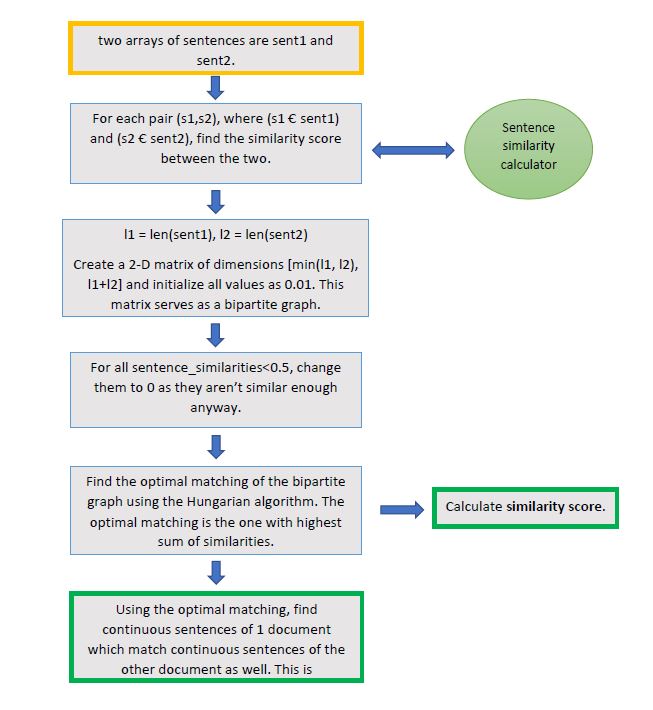 two arrays of sentences are sent1 and
sent2.
For each pair (s1,s2), where (s1 € sent1)
and (s2 € sent2), find the similarity score
between the two.
Sentence
similarity
calculator
l1 = len(sent1), l2 = len(sent2)
Create a 2-D matrix of dimensions [min(l1, l2),
l1+l2] and initialize all values as 0.01. This
matrix serves as a bipartite graph.
For all sentence_similarities<0.5, change
them to 0 as they aren’t similar enough
anyway.
Find the optimal matching of the bipartite
graph using the Hungarian algorithm. The
optimal matching is the one with highest
sum of similarities.
Calculate similarity score.
Using the optimal matching, find
continuous sentences of 1 document
which match continuous sentences of the
other document as well. This is